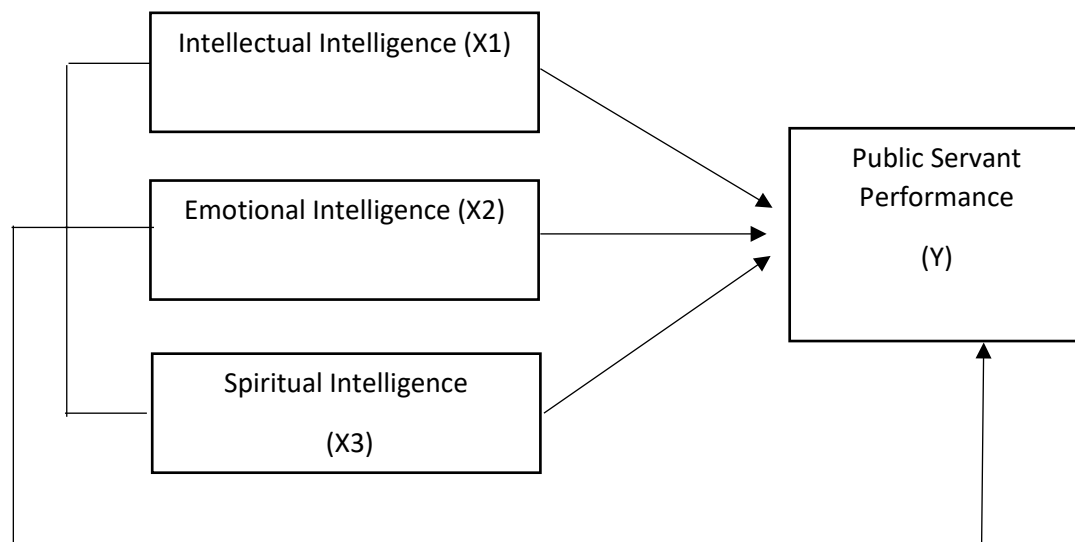 Intellectual Intelligence (X1)
Emotional Intelligence (X2)
Spiritual Intelligence
(X3)
Public Servant
Performance
(Y)